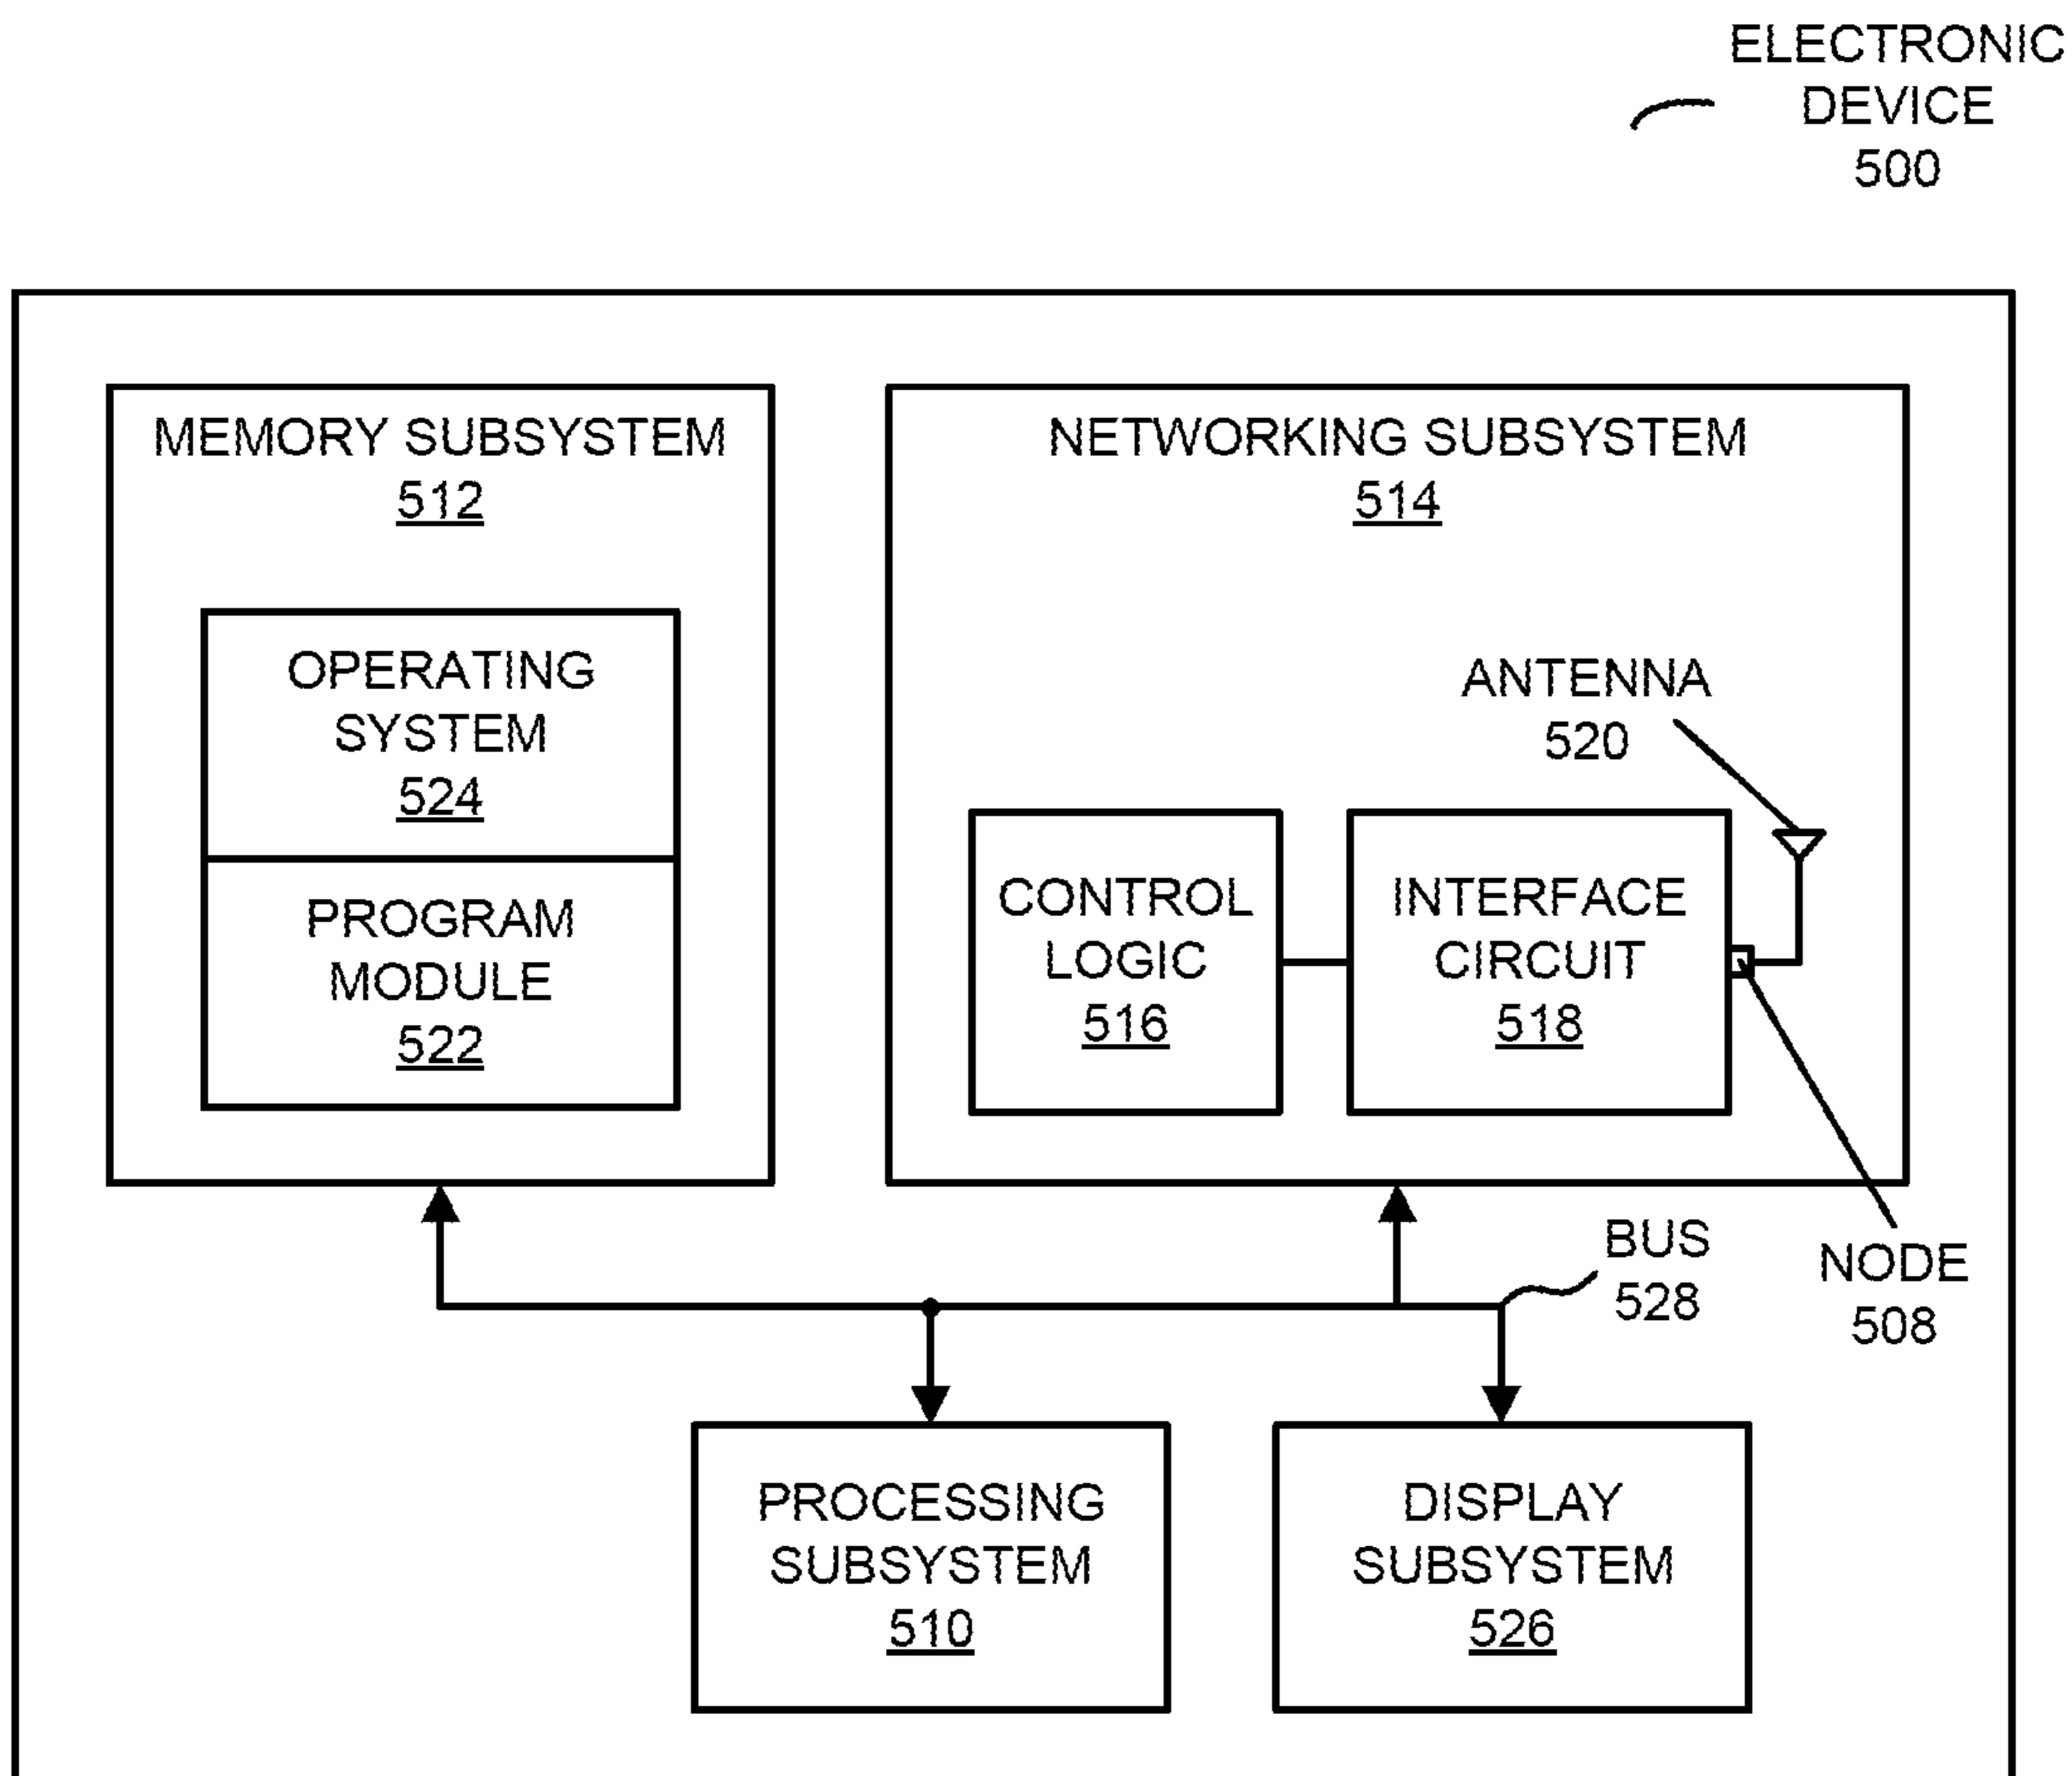 ELECTRONIC
DEVICE
500
MEMORY SUBSYSTEM
512
OPERATING
SYSTEM
524
PROGRAM
MODULE
522
NETWORKING SUBSYSTEM
514
ANTENNA
520
CONTROL
LOGIC
516
INTERFACE
CIRCUIT
518
BUS
528
NODE
508
PROCESSING
SUBSYSTEM
510
DISPLAY
SUBSYSTEM
526